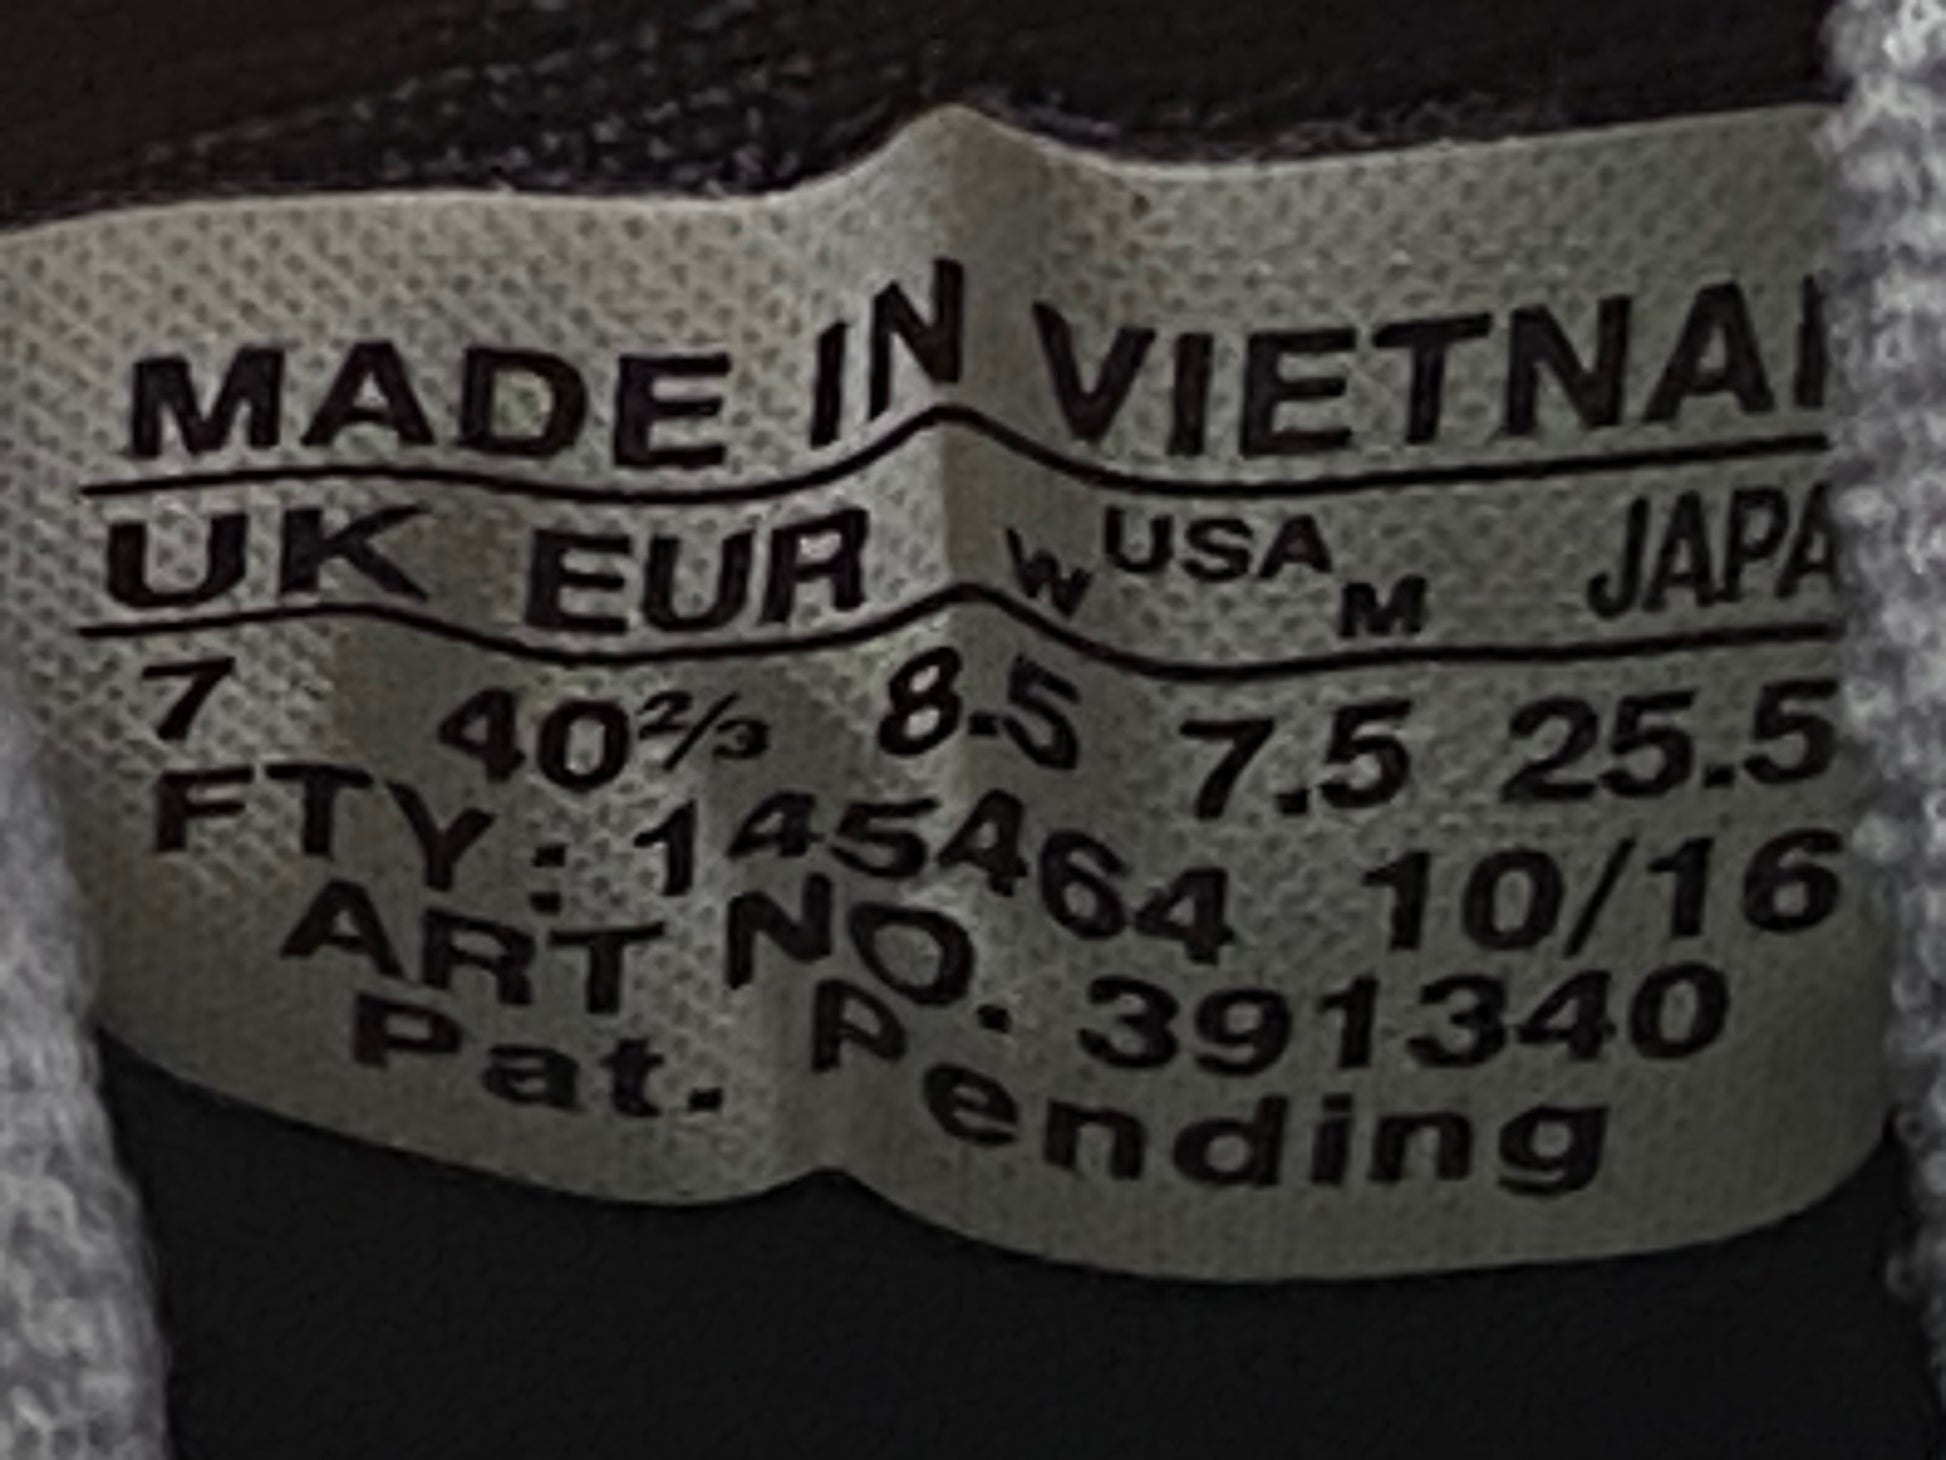 MADE IN VIETNA
UK EUR W USA M JAPA
7 40⅔ 8.5 7.5 25.5
FTY: 145464 10/16
ART NO. 391340
Pat. Pending